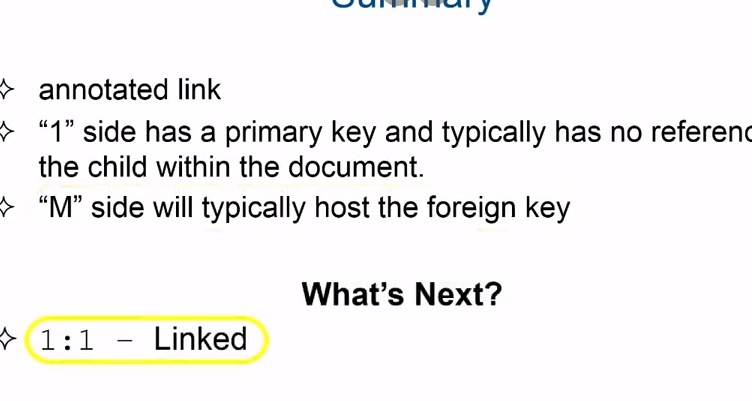 Summary
✧ annotated link
✧ “1” side has a primary key and typically has no referenc
the child within the document.
✧ “M” side will typically host the foreign key
What’s Next?
✧ 1:1 – Linked